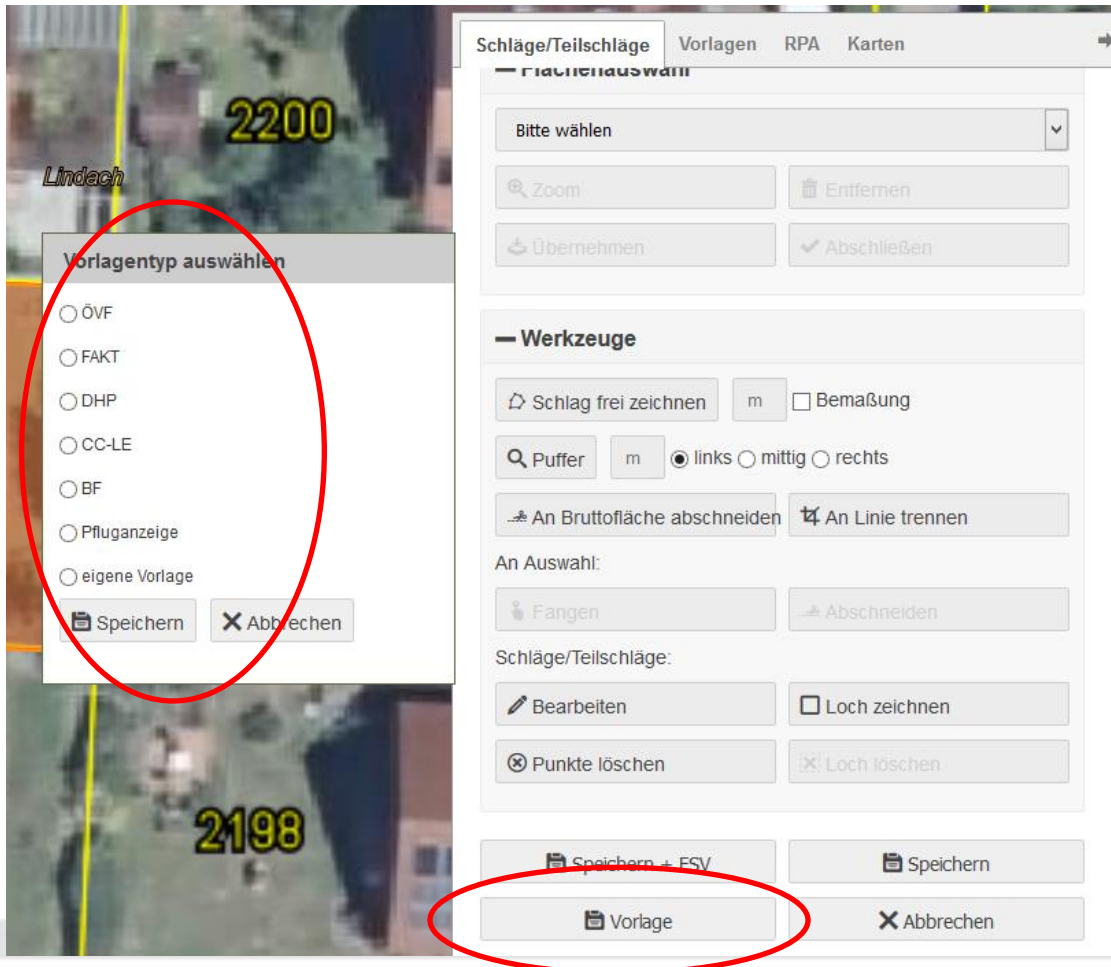 2200
Lindach
Vorlagentyp auswählen
ÖVF
FAKT
DHP
CC-LE
BF
Pfluganzeige
eigene Vorlage
Speichern Abbrechen
2198
Schläge/Teilschläge Vorlagen RPA Karten
Flächenauswahl
Bitte wählen
Zoom Entfernen
Übernehmen Abschließen
Werkzeuge
Schlag frei zeichnen m Bemaßung
Puffer m links mittig rechts
An Bruttofläche abschneiden An Linie trennen
An Auswahl:
Fangen Abschneiden
Schläge/Teilschläge:
Bearbeiten Loch zeichnen
Punkte löschen Loch löschen
Speichern + FSV Speichern
Vorlage Abbrechen